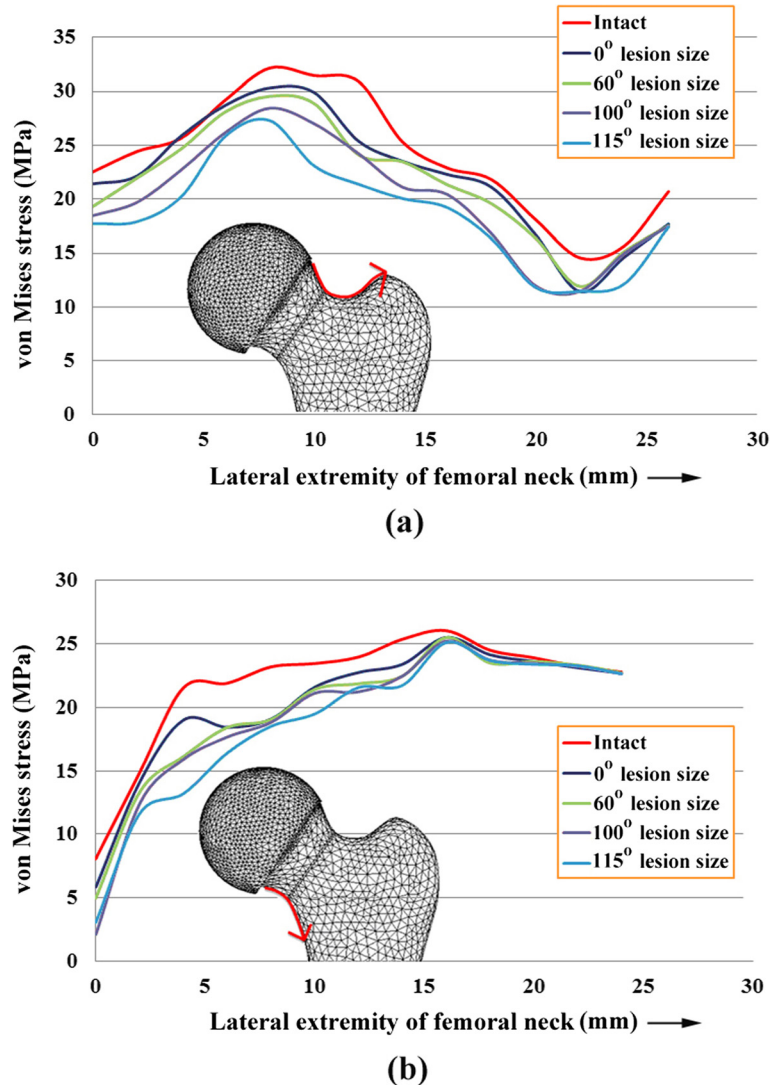 35
30
25
20
15
10
5
0
von Mises stress (MPa)
Intact
0° lesion size
60° lesion size
100° lesion size
115° lesion size
0 5 10 15 20 25 30
Lateral extremity of femoral neck (mm)
(a)
30
25
20
15
10
5
0
von Mises stress (MPa)
Intact
0° lesion size
60° lesion size
100° lesion size
115° lesion size
0 5 10 15 20 25 30
Lateral extremity of femoral neck (mm)
(b)